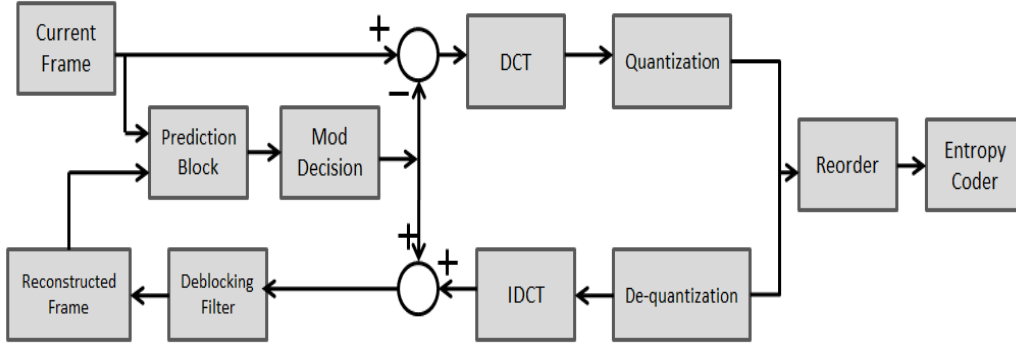 Current
Frame
+
−
DCT
Quantization
Prediction
Block
Mod
Decision
Reorder
Entropy
Coder
+
+
Reconstructed
Frame
Deblocking
Filter
IDCT
De-quantization